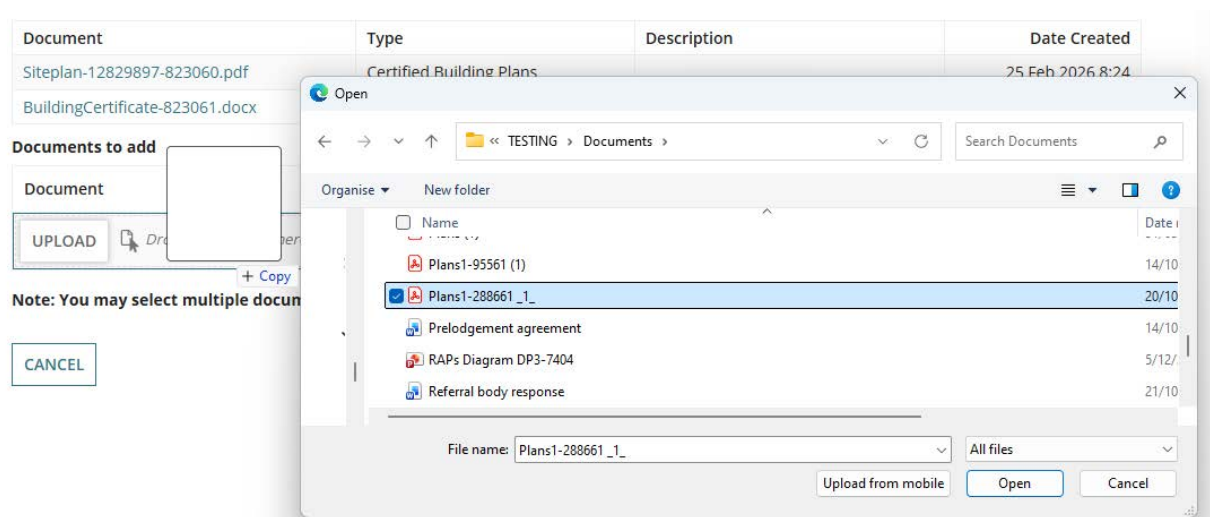 Document Type Description Date Created
Siteplan-12829897-823060.pdf Certified Building Plans 25 Feb 2026 8:24
BuildingCertificate-823061.docx
Open
« TESTING > Documents >
Search Documents
Organise New folder
Documents to add
Document
UPLOAD
+ Copy
Note: You may select multiple docum
CANCEL
Name Date
Plans1-95561 (1) 14/10
Plans1-288661 _1_ 20/10
Prelodgement agreement 14/10
RAPs Diagram DP3-7404 5/12/
Referral body response 21/10
File name: Plans1-288661 _1_ All files
Upload from mobile Open Cancel